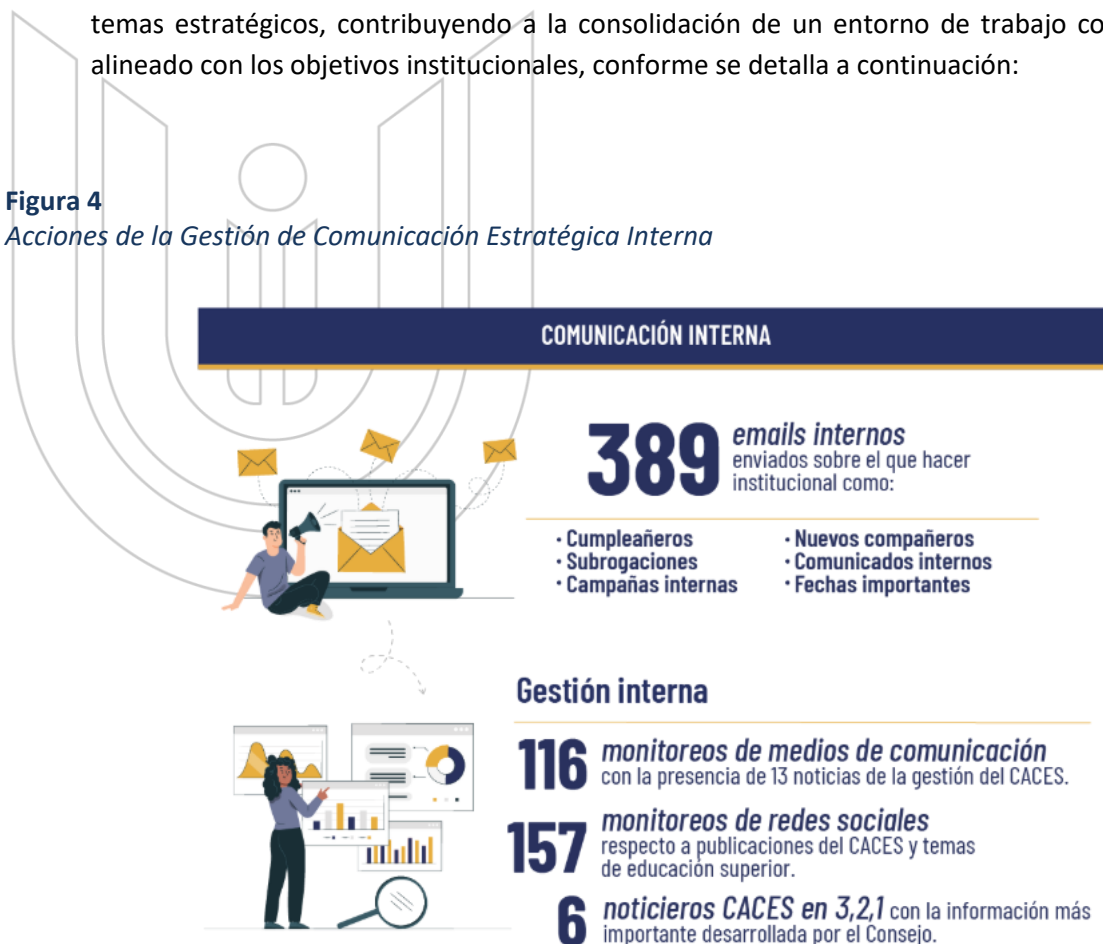 temas estratégicos, contribuyendo a la consolidación de un entorno de trabajo
alineado con los objetivos institucionales, conforme se detalla a continuación:
Figura 4
Acciones de la Gestión de Comunicación Estratégica Interna
COMUNICACIÓN INTERNA
389 emails internos
enviados sobre el que hacer
institucional como:
· Cumpleañeros
· Subrogaciones
· Campañas internas
· Nuevos compañeros
· Comunicados internos
· Fechas importantes
Gestión interna
116 monitoreos de medios de comunicación
con la presencia de 13 noticias de la gestión del CACES.
157 monitoreos de redes sociales
respecto a publicaciones del CACES y temas
de educación superior.
6 noticieros CACES en 3,2,1 con la información más
importante desarrollada por el Consejo.